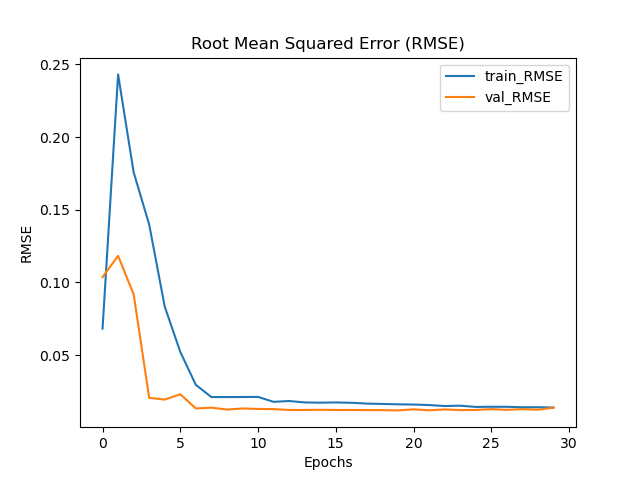 Root Mean Squared Error (RMSE)
train_RMSE
val_RMSE
RMSE
0.25
0.20
0.15
0.10
0.05
0 5 10 15 20 25 30
Epochs